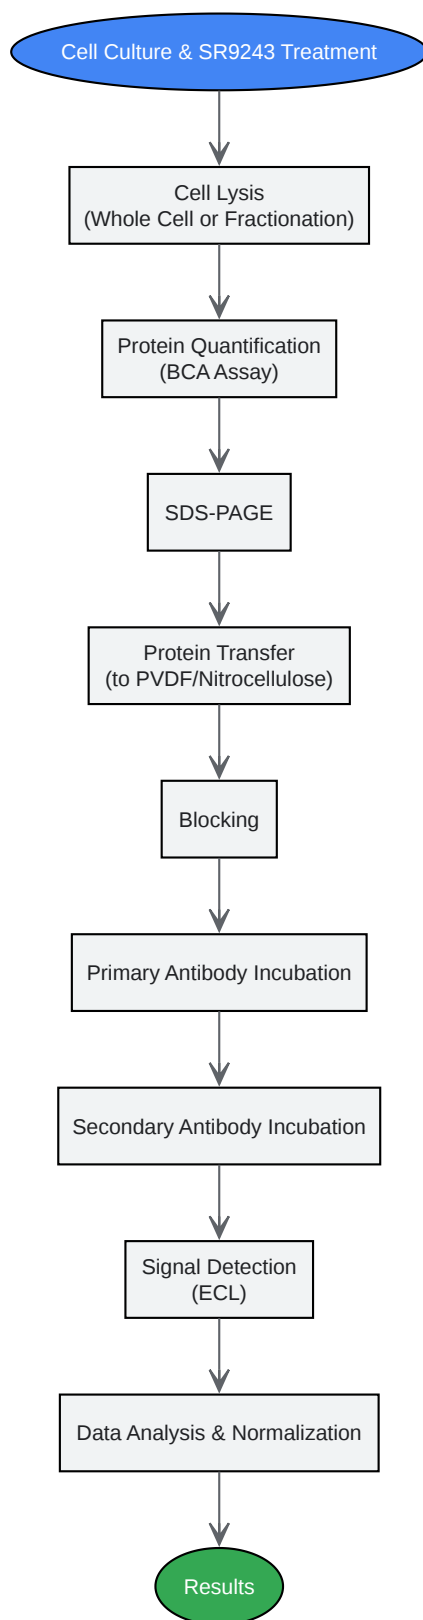 Cell Culture & SR9243 Treatment
Cell Lysis
(Whole Cell or Fractionation)
Protein Quantification
(BCA Assay)
SDS-PAGE
Protein Transfer
(to PVDF/Nitrocellulose)
Blocking
Primary Antibody Incubation
Secondary Antibody Incubation
Signal Detection
(ECL)
Data Analysis & Normalization
Results